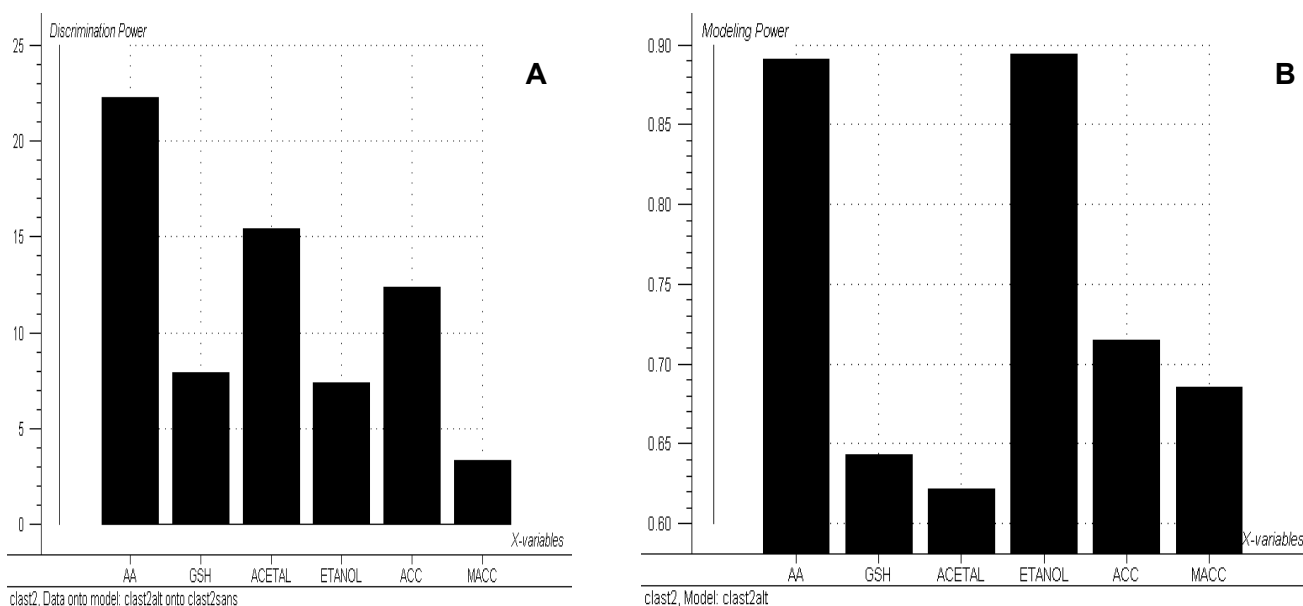 Discrimination Power
25
20
15
10
5
0
A
X-variables
AA GSH ACETAL ETANOL ACC MACC
clast2, Data onto model: clast2alt onto clast2sans
Modeling Power
0.90
0.85
0.80
0.75
0.70
0.65
0.60
B
X-variables
AA GSH ACETAL ETANOL ACC MACC
clast2, Model: clast2alt